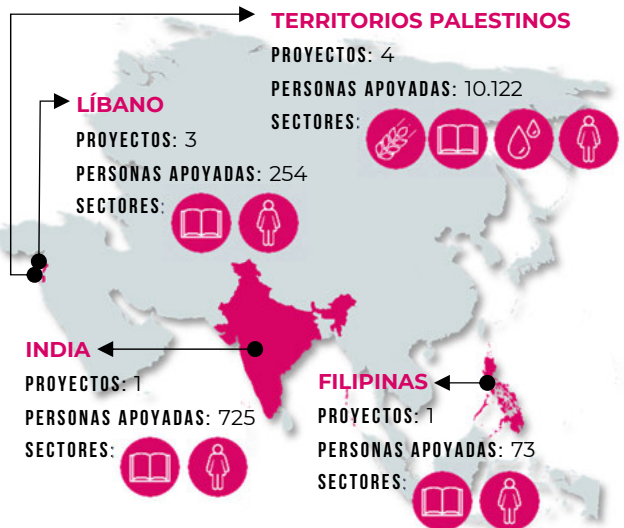 TERRITORIOS PALESTINOS
PROYECTOS: 4
PERSONAS APOYADAS: 10.122
SECTORES:
LÍBANO
PROYECTOS: 3
PERSONAS APOYADAS: 254
SECTORES:
INDIA
PROYECTOS: 1
PERSONAS APOYADAS: 725
SECTORES:
FILIPINAS
PROYECTOS: 1
PERSONAS APOYADAS: 73
SECTORES: